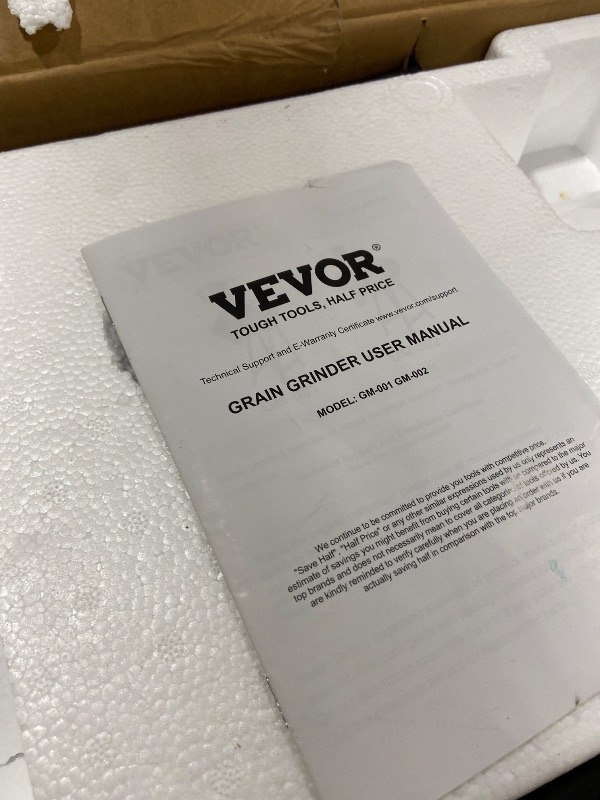 VEVOR®
TOUGH TOOLS, HALF PRICE
Technical Support and E-Warranty Certificate www.vevor.com/support
GRAIN GRINDER USER MANUAL
MODEL: GM-001 GM-002
We continue to be committed to provide you tools with competitive price.
"Save Half", "Half Price" or any other similar expressions used by us only represents an
estimate of savings you might benefit from buying certain tools with us compared to the major
top brands and does not necessarily mean to cover all categories of tools offered by us. You
are kindly reminded to verify carefully when you are placing an order with us if you are
actually saving half in comparison with the top major brands.